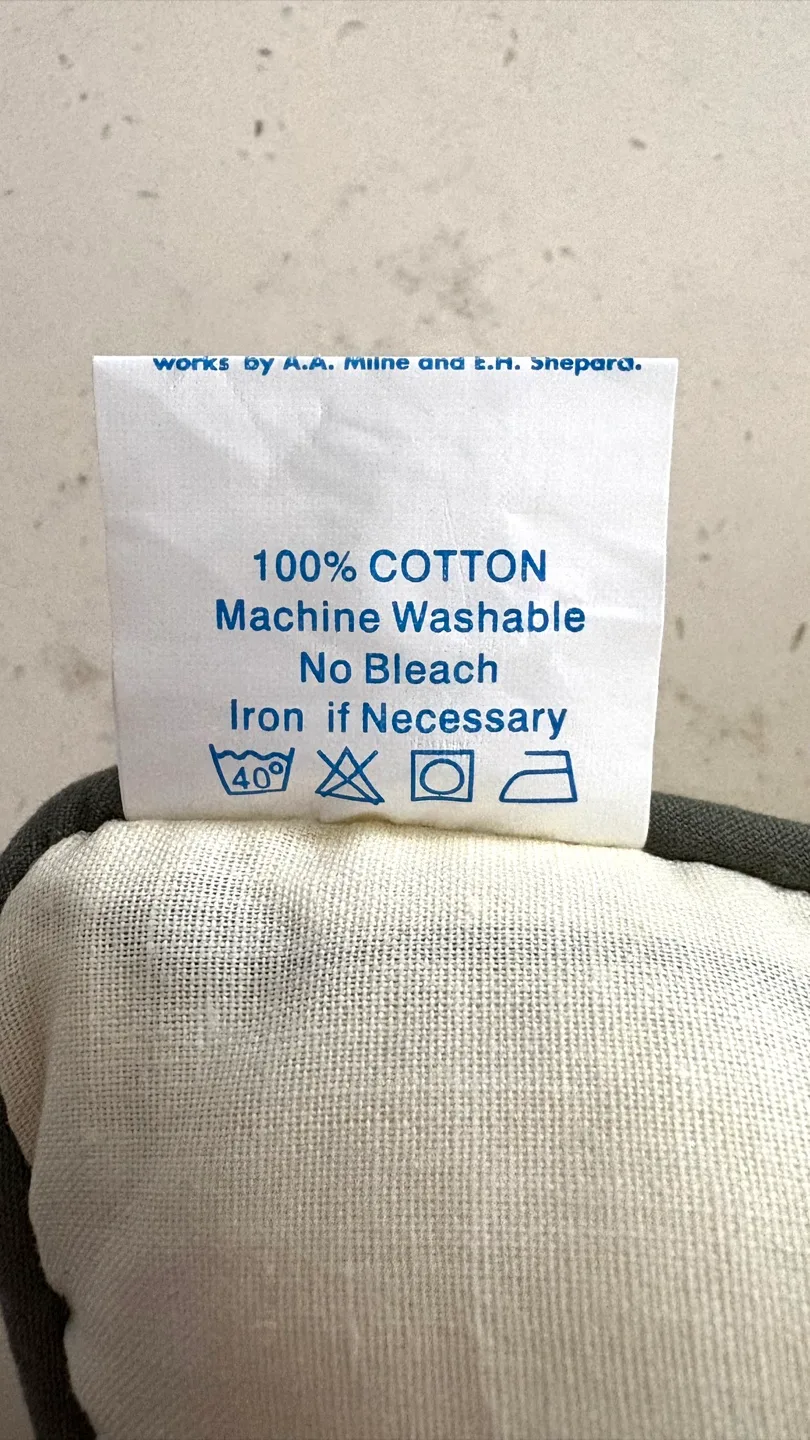 works by A.A. Milne and E.H. Shepard.
100% COTTON
Machine Washable
No Bleach
Iron if Necessary
40°